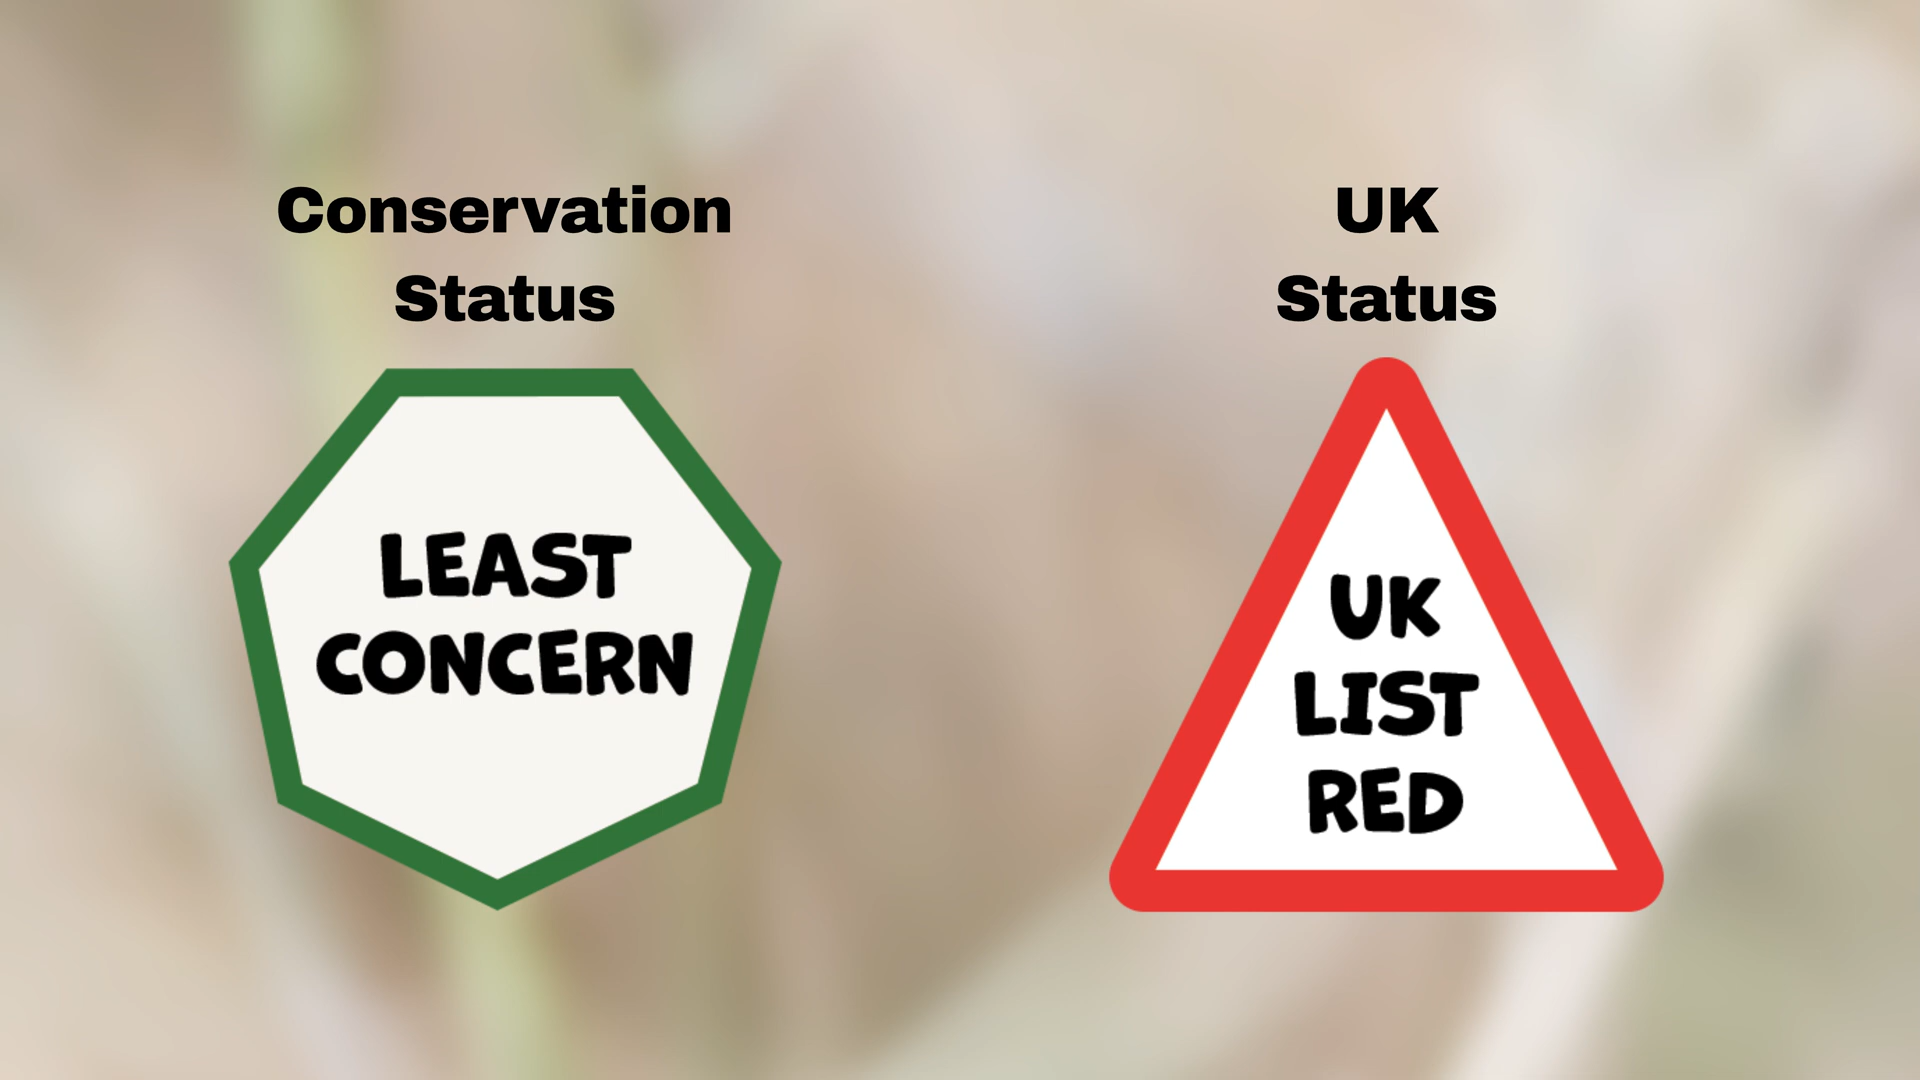 Conservation
Status
LEAST
CONCERN
UK
Status
UK
LIST
RED